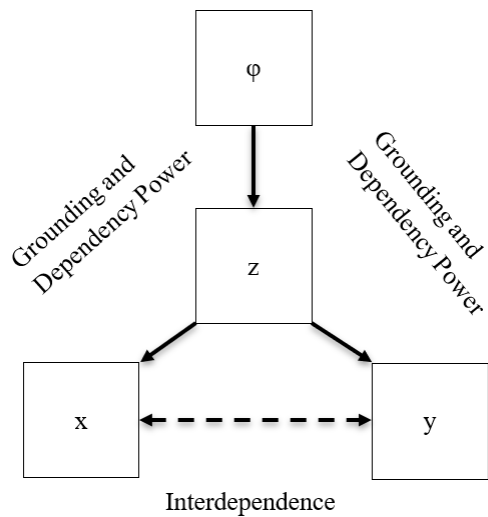 φ
Grounding and
Dependency Power
Grounding and
Dependency Power
z
x
y
Interdependence